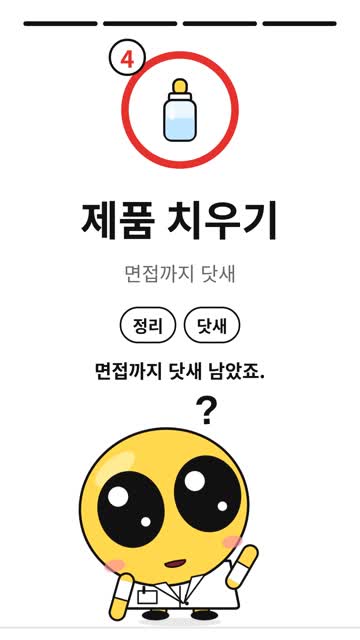 4
제품 치우기
면접까지 닷새
정리 닷새
면접까지 닷새 남았죠.
?